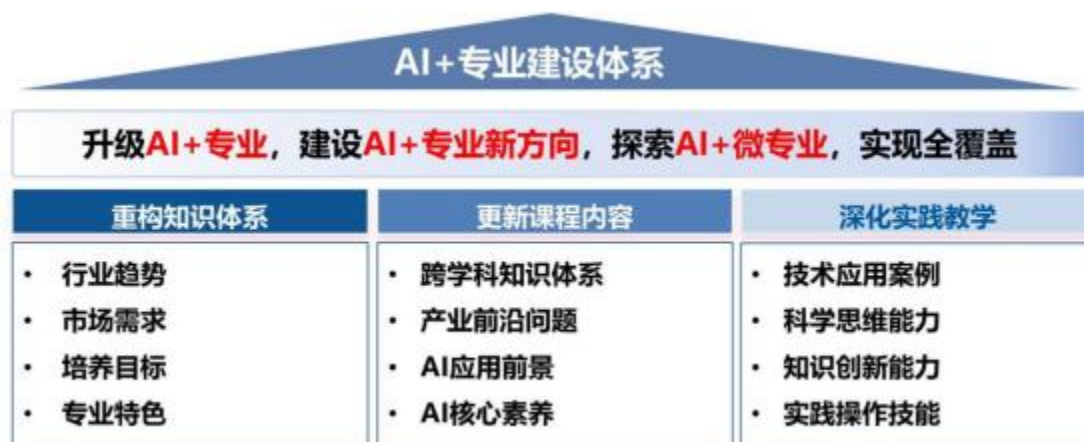 AI+专业建设体系
升级AI+专业，建设AI+专业新方向，探索AI+微专业，实现全覆盖
重构知识体系
• 行业趋势
• 市场需求
• 培养目标
• 专业特色
更新课程内容
• 跨学科知识体系
• 产业前沿问题
• AI应用前景
• AI核心素养
深化实践教学
• 技术应用案例
• 科学思维能力
• 知识创新能力
• 实践操作技能